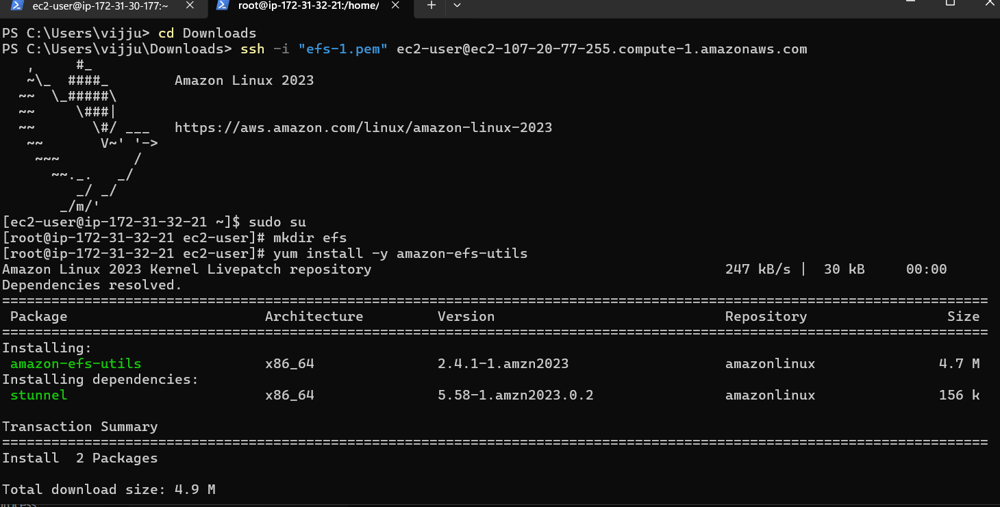 ec2-user@ip-172-31-30-177:~ root@ip-172-31-32-21:/home/
PS C:\Users\vijju> cd Downloads
PS C:\Users\vijju\Downloads> ssh -i "efs-1.pem" ec2-user@ec2-107-20-77-255.compute-1.amazonaws.com
   ,     #_
   ~\_  ####_        Amazon Linux 2023
  ~~  \_#####\
  ~~     \###|
  ~~       \#/ ___   https://aws.amazon.com/linux/amazon-linux-2023
   ~~       V~' '->
    ~~~         /
      ~~._.   _/
         _/ _/
       _/m/'
[ec2-user@ip-172-31-32-21 ~]$ sudo su
[root@ip-172-31-32-21 ec2-user]# mkdir efs
[root@ip-172-31-32-21 ec2-user]# yum install -y amazon-efs-utils
Amazon Linux 2023 Kernel Livepatch repository                                           247 kB/s |  30 kB     00:00
Dependencies resolved.
========================================================================================================================
 Package                        Architecture         Version                            Repository                 Size
========================================================================================================================
Installing:
 amazon-efs-utils               x86_64               2.4.1-1.amzn2023                   amazonlinux               4.7 M
Installing dependencies:
 stunnel                        x86_64               5.58-1.amzn2023.0.2                amazonlinux               156 k
Transaction Summary
========================================================================================================================
Install  2 Packages
Total download size: 4.9 M